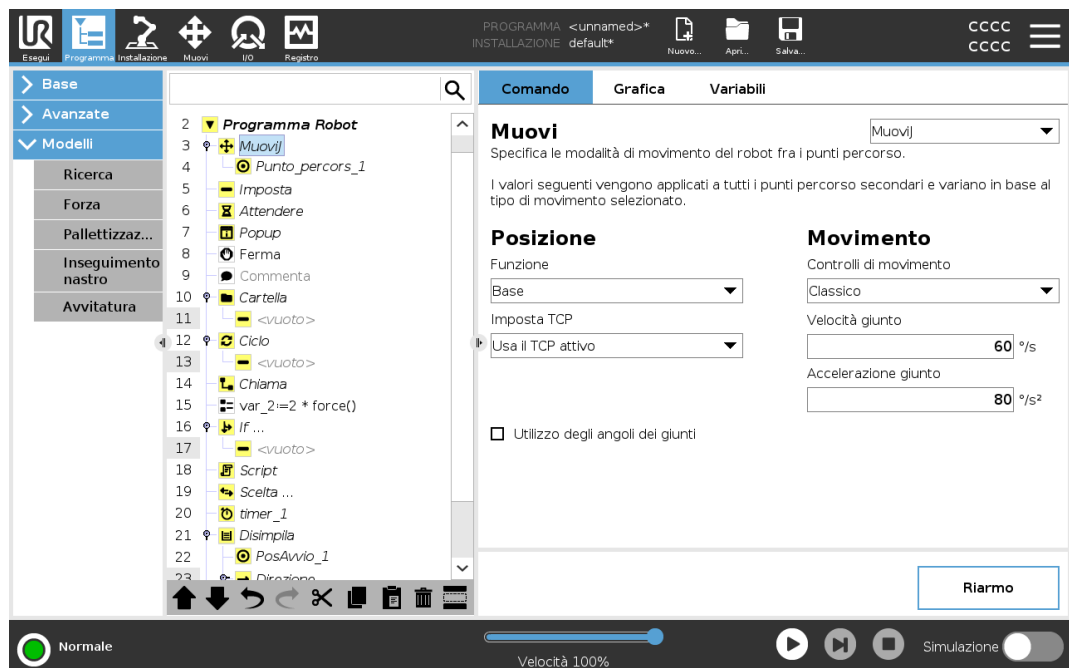 UR
PROGRAMMA <unnamed>*
INSTALLAZIONE default*
Nuovo...
Apri...
Salva...
CCCC
CCCC
Esegui
Programma
Installazione
Muovi
I/O
Registro
Base
Avanzate
Modelli
Ricerca
Forza
Pallettizzaz...
Inseguimento
nastro
Avvitatura
2 Programma Robot
3 MuoviJ
4 Punto_percors_1
5 Imposta
6 Attendere
7 Popup
8 Ferma
9 Commenta
10 Cartella
11 <vuoto>
12 Ciclo
13 <vuoto>
14 Chiama
15 var_2:=2 * force()
16 If ...
17 <vuoto>
18 Script
19 Scelta ...
20 timer_1
21 Disimpila
22 PosAvvio_1
23 Direzione
Comando
Grafica
Variabili
Muovi
MuoviJ
Specifica le modalità di movimento del robot fra i punti percorso.
I valori seguenti vengono applicati a tutti i punti percorso secondari e variano in base al
tipo di movimento selezionato.
Posizione
Funzione
Base
Imposta TCP
Usa il TCP attivo
Utilizzo degli angoli dei giunti
Movimento
Controlli di movimento
Classico
Velocità giunto
60 °/s
Accelerazione giunto
80 °/s²
Riarmo
Normale
Velocità 100%
Simulazione